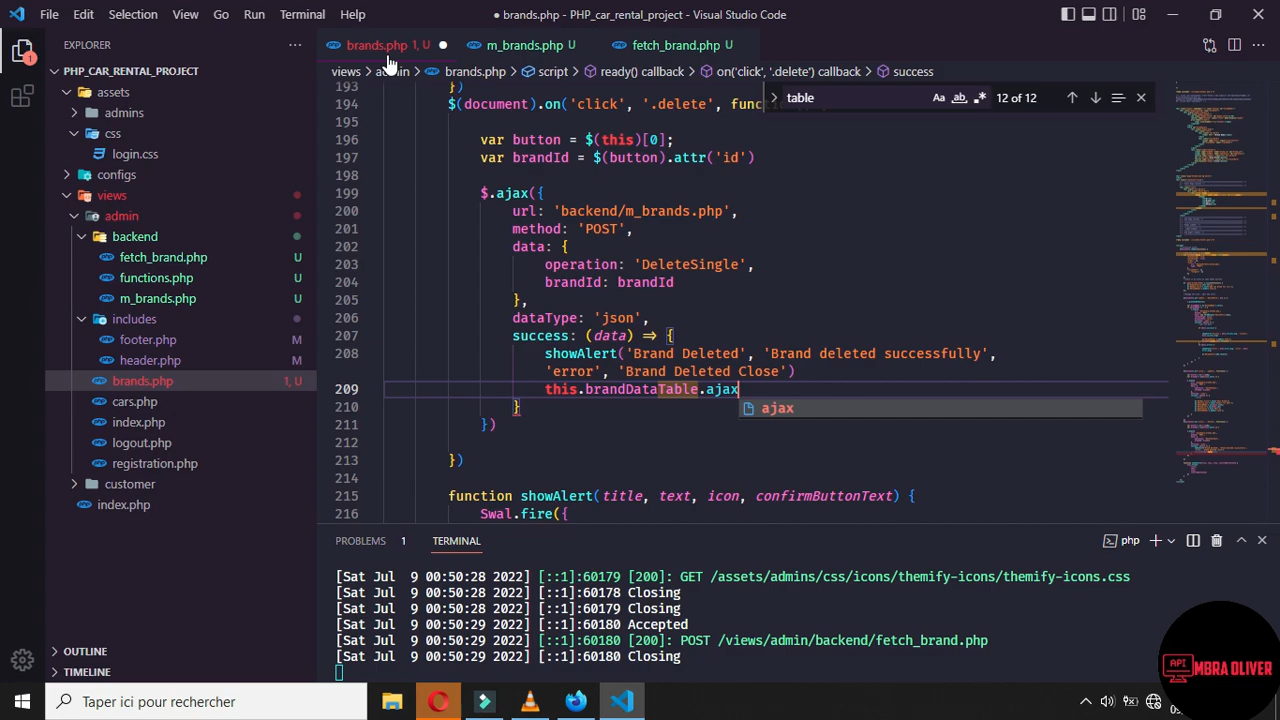 File Edit Selection View Go Run Terminal Help
● brands.php - PHP_car_rental_project - Visual Studio Code
EXPLORER
brands.php 1, U
m_brands.php U
fetch_brand.php U
PHP_CAR_RENTAL_PROJECT
views > admin > brands.php > script > ready() callback > on('click', '.delete') callback > success
assets
admins
css
login.css
configs
views
admin
backend
fetch_brand.php U
functions.php U
m_brands.php U
includes
footer.php M
header.php M
brands.php 1, U
cars.php
index.php
logout.php
registration.php
customer
index.php
OUTLINE
TIMELINE
table
Aa ab .* 12 of 12
193 })
194 $(document).on('click', '.delete', func
195
196 var button = $(this)[0];
197 var brandId = $(button).attr('id')
198
199 $.ajax({
200 url: 'backend/m_brands.php',
201 method: 'POST',
202 data: {
203 operation: 'DeleteSingle',
204 brandId: brandId
205 },
206 dataType: 'json',
207 success: (data) => {
208 showAlert('Brand Deleted', 'Brand deleted successfully',
'error', 'Brand Deleted Close')
209 this.brandDataTable.ajax
210 }
ajax
211 })
212
213 })
214
215 function showAlert(title, text, icon, confirmButtonText) {
216 Swal.fire({
PROBLEMS 1 TERMINAL
php
[Sat Jul 9 00:50:28 2022] [::1]:60179 [200]: GET /assets/admins/css/icons/themify-icons/themify-icons.css
[Sat Jul 9 00:50:28 2022] [::1]:60178 Closing
[Sat Jul 9 00:50:28 2022] [::1]:60179 Closing
[Sat Jul 9 00:50:29 2022] [::1]:60180 Accepted
[Sat Jul 9 00:50:29 2022] [::1]:60180 [200]: POST /views/admin/backend/fetch_brand.php
[Sat Jul 9 00:50:29 2022] [::1]:60180 Closing
API
MBRA OLIVER
Taper ici pour rechercher